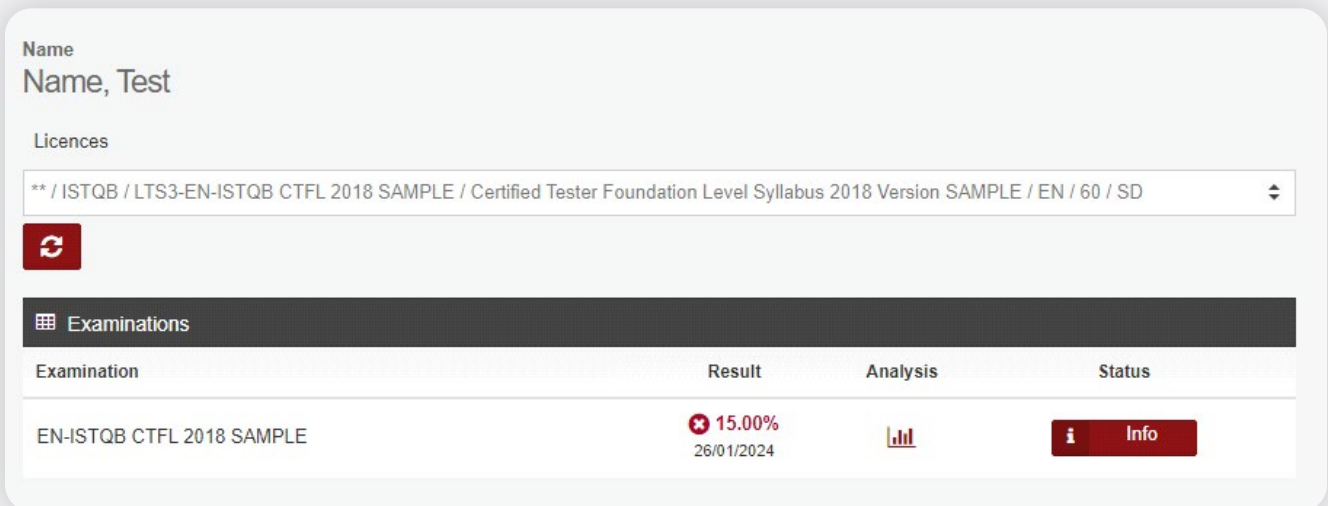 Name
Name, Test
Licences
** / ISTQB / LTS3-EN-ISTQB CTFL 2018 SAMPLE / Certified Tester Foundation Level Syllabus 2018 Version SAMPLE / EN / 60 / SD
Examinations
Examination Result Analysis Status
EN-ISTQB CTFL 2018 SAMPLE 15.00% Info
26/01/2024